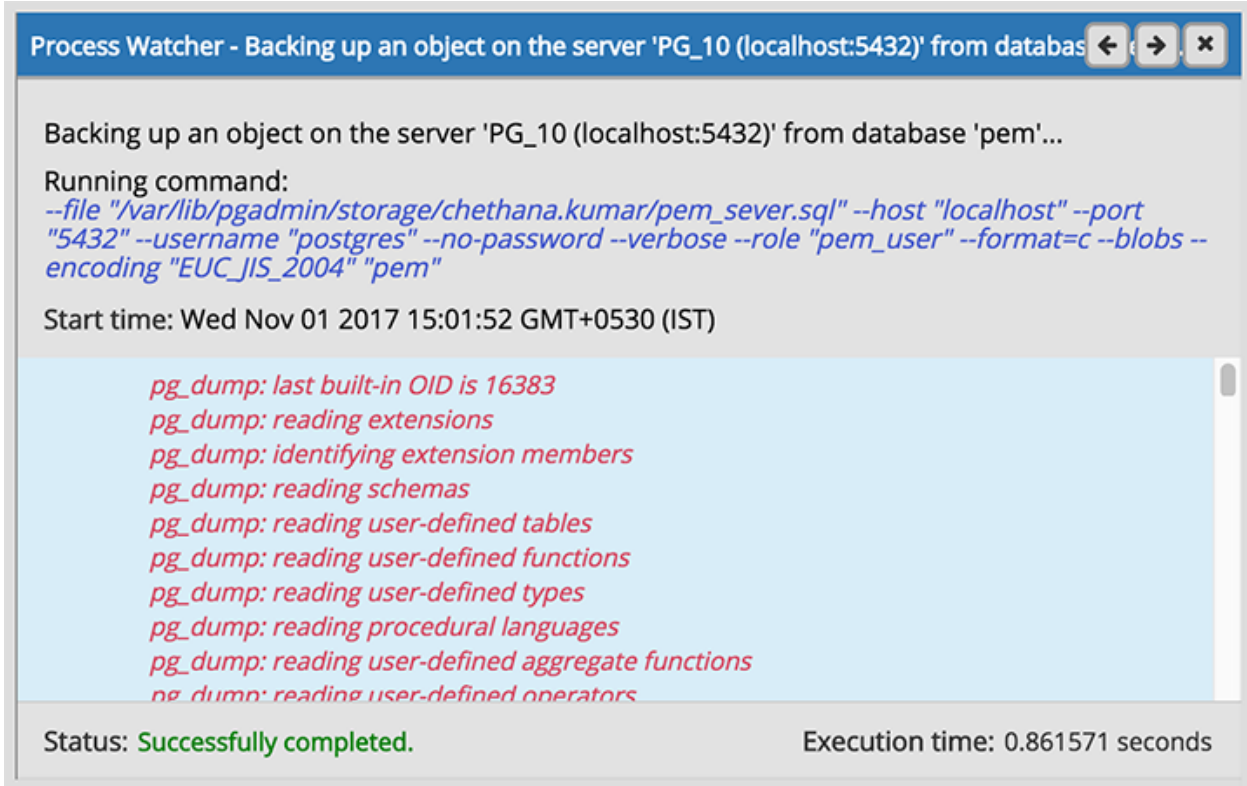 Process Watcher - Backing up an object on the server 'PG_10 (localhost:5432)' from databas
Backing up an object on the server 'PG_10 (localhost:5432)' from database 'pem'...
Running command:
--file "/var/lib/pgadmin/storage/chethana.kumar/pem_sever.sql" --host "localhost" --port
"5432" --username "postgres" --no-password --verbose --role "pem_user" --format=c --blobs --
encoding "EUC_JIS_2004" "pem"
Start time: Wed Nov 01 2017 15:01:52 GMT+0530 (IST)
pg_dump: last built-in OID is 16383
pg_dump: reading extensions
pg_dump: identifying extension members
pg_dump: reading schemas
pg_dump: reading user-defined tables
pg_dump: reading user-defined functions
pg_dump: reading user-defined types
pg_dump: reading procedural languages
pg_dump: reading user-defined aggregate functions
pg_dump: reading user-defined operators
Status: Successfully completed.
Execution time: 0.861571 seconds